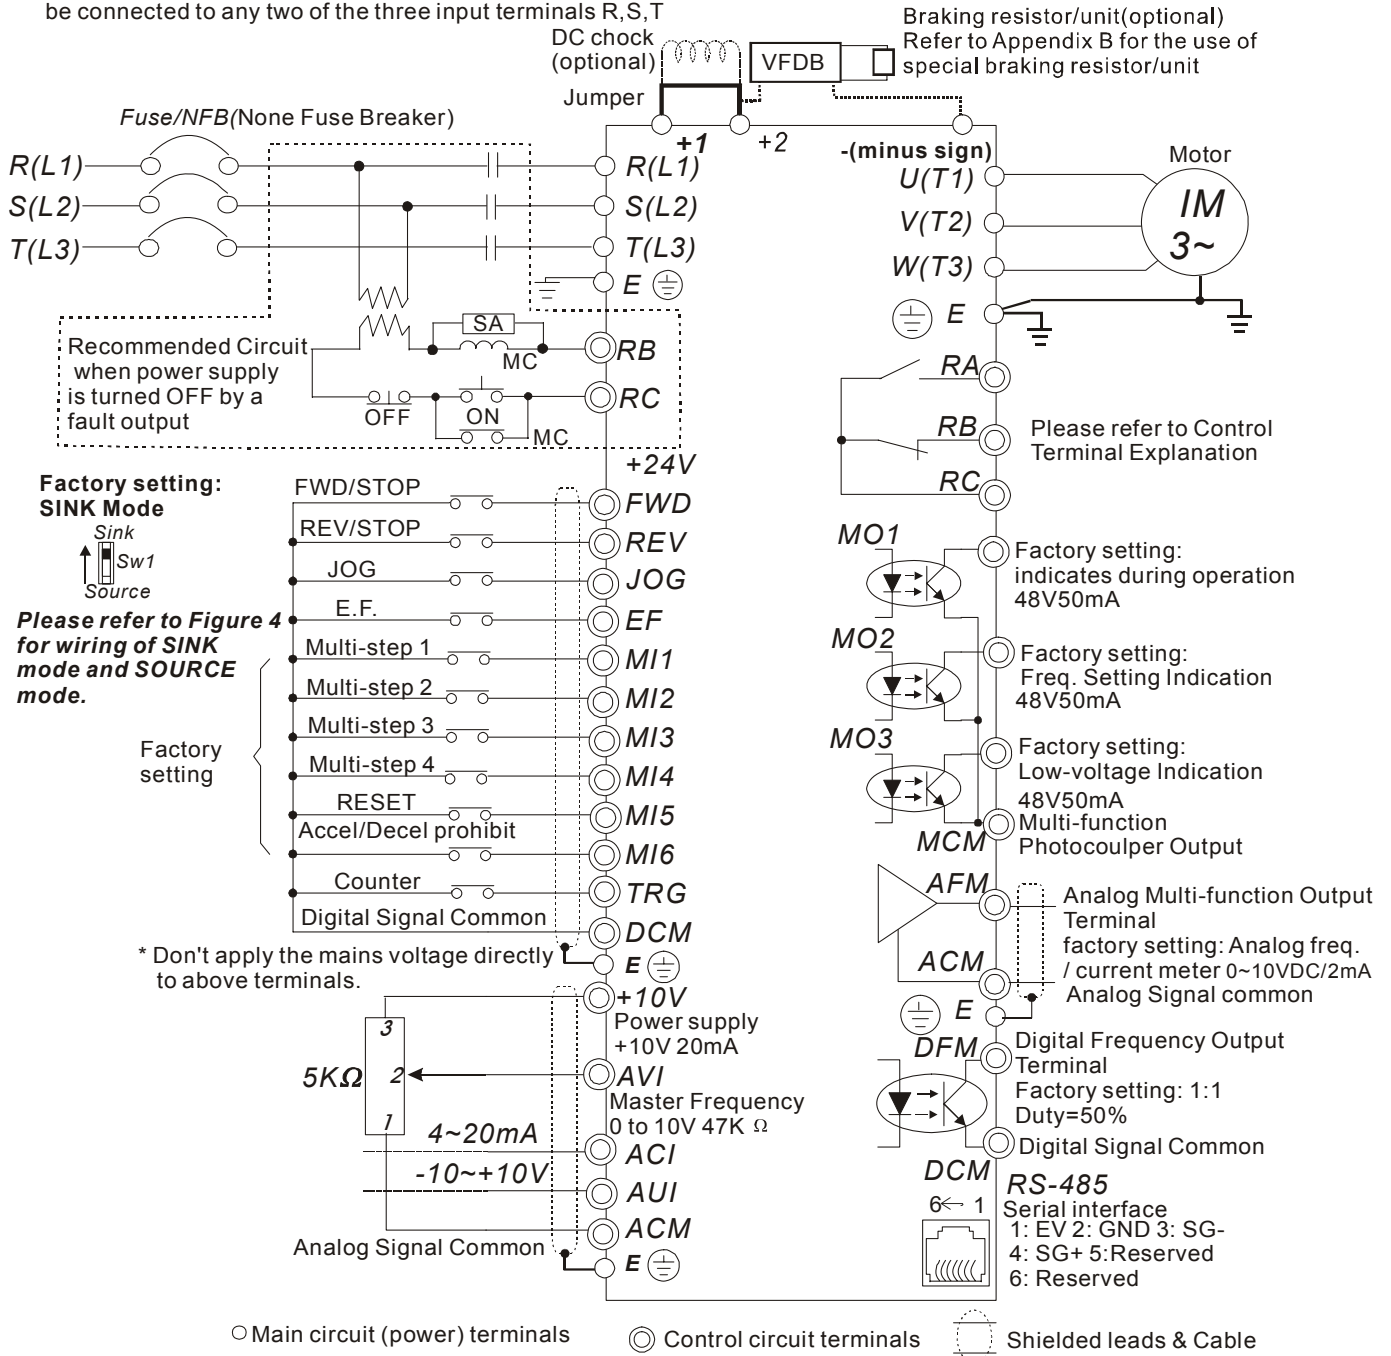 be connected to any two of the three input terminals R,S,T
DC chock
(optional)
Jumper
VFDB
Braking resistor/unit(optional)
Refer to Appendix B for the use of
special braking resistor/unit
Fuse/NFB(None Fuse Breaker)
+1
+2
-(minus sign)
R(L1)
S(L2)
T(L3)
R(L1)
S(L2)
T(L3)
E
U(T1)
V(T2)
W(T3)
E
Motor
IM
3~
Recommended Circuit
when power supply
is turned OFF by a
fault output
SA
MC
RB
OFF
ON
MC
RC
RA
RB
RC
Please refer to Control
Terminal Explanation
Factory setting:
SINK Mode
Sink
Sw1
Source
Please refer to Figure 4
for wiring of SINK
mode and SOURCE
mode.
Factory
setting
+24V
FWD/STOP
FWD
REV/STOP
REV
JOG
JOG
E.F.
EF
Multi-step 1
MI1
Multi-step 2
MI2
Multi-step 3
MI3
Multi-step 4
MI4
RESET
MI5
Accel/Decel prohibit
MI6
Counter
TRG
Digital Signal Common
DCM
E
* Don't apply the mains voltage directly
to above terminals.
MO1
Factory setting:
indicates during operation
48V50mA
MO2
Factory setting:
Freq. Setting Indication
48V50mA
MO3
Factory setting:
Low-voltage Indication
48V50mA
MCM
Multi-function
Photocoulper Output
AFM
Analog Multi-function Output
Terminal
factory setting: Analog freq.
/ current meter 0~10VDC/2mA
ACM
Analog Signal common
E
+10V
Power supply
+10V 20mA
3
5KΩ
2
1
AVI
Master Frequency
0 to 10V 47K Ω
4~20mA
ACI
-10~+10V
AUI
ACM
Analog Signal Common
E
DFM
Digital Frequency Output
Terminal
Factory setting: 1:1
Duty=50%
Digital Signal Common
DCM
RS-485
Serial interface
6← 1
1: EV 2: GND 3: SG-
4: SG+ 5:Reserved
6: Reserved
Main circuit (power) terminals
Control circuit terminals
Shielded leads & Cable